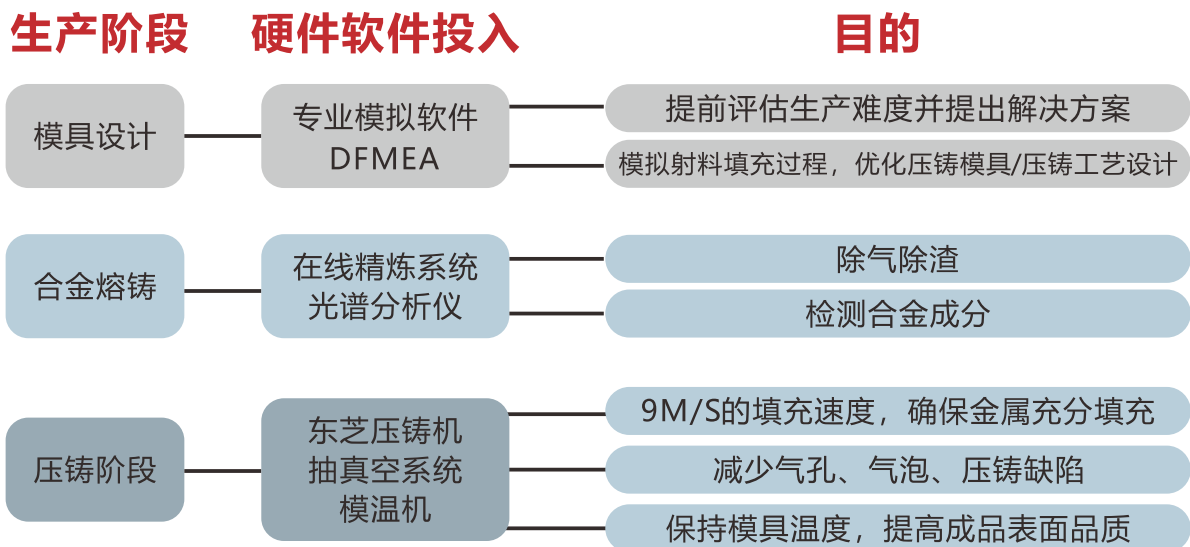 生产阶段 硬件软件投入 目的
模具设计
专业模拟软件
DFMEA
提前评估生产难度并提出解决方案
模拟射料填充过程，优化压铸模具/压铸工艺设计
合金熔铸
在线精炼系统
光谱分析仪
除气除渣
检测合金成分
压铸阶段
东芝压铸机
抽真空系统
模温机
9M/S的填充速度，确保金属充分填充
减少气孔、气泡、压铸缺陷
保持模具温度，提高成品表面品质